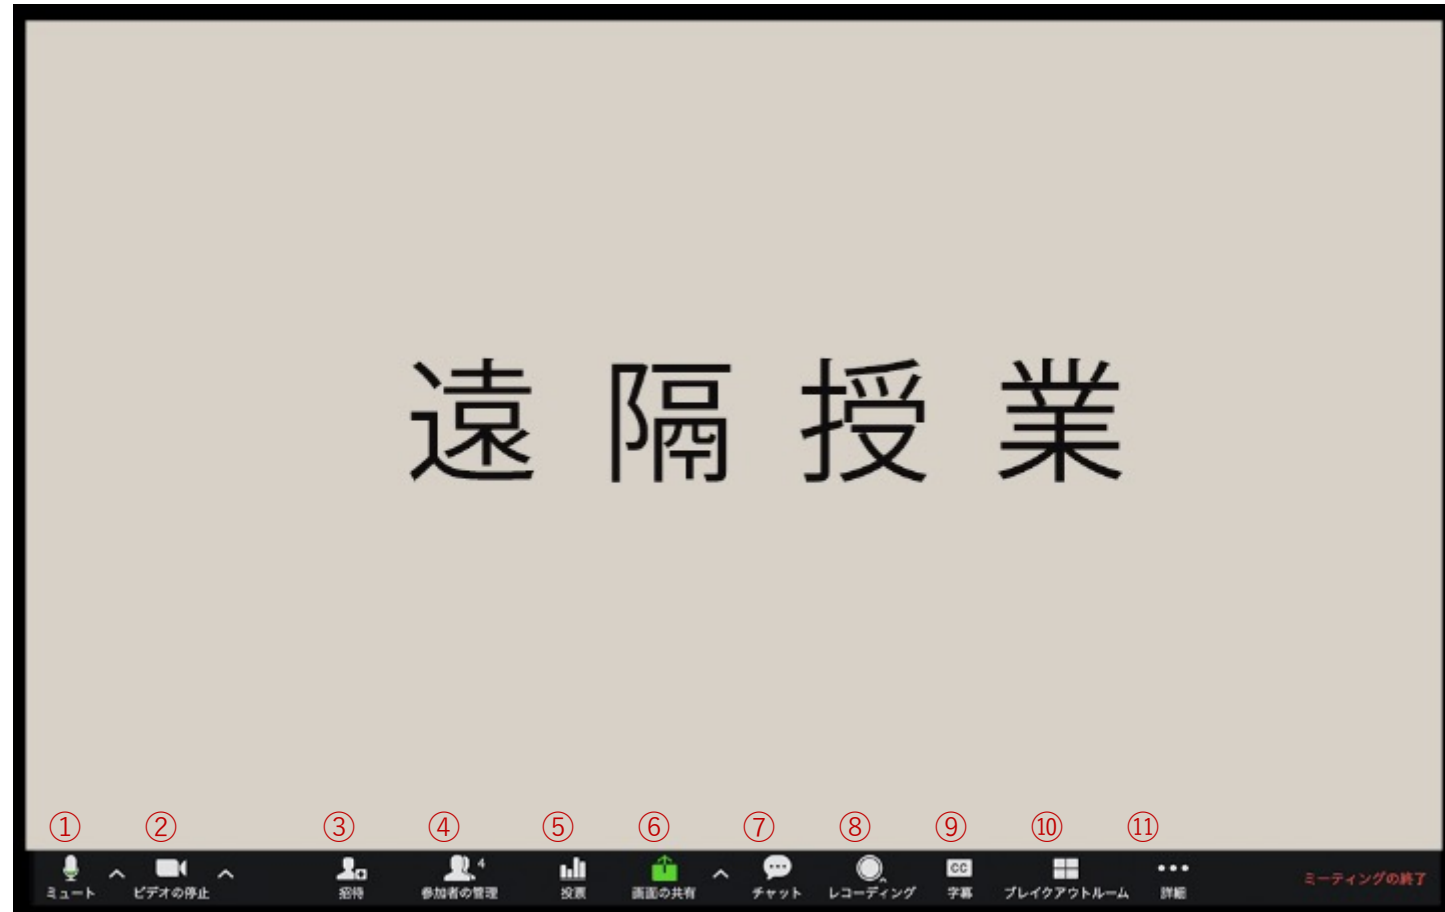 遠隔授業
① ② ③ ④ ⑤ ⑥ ⑦ ⑧ ⑨ ⑩ ⑪
4 CC
ミュート ビデオの停止 招待 参加者の管理 投票 画面の共有 チャット レコーディング 字幕 ブレイクアウトルーム 詳細 ミーティングの終了